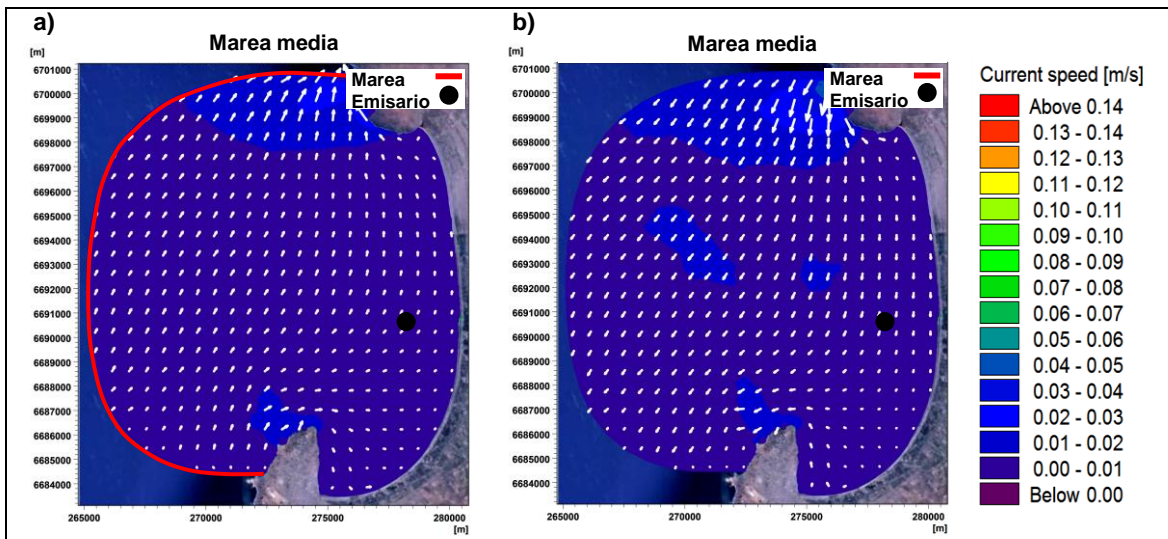 a)
Marea media
[m]
6701000
6700000
6699000
6698000
6697000
6696000
6695000
6694000
6693000
6692000
6691000
6690000
6689000
6688000
6687000
6686000
6685000
6684000
265000 270000 275000 280000
[m]
Marea
Emisario
b)
Marea media
[m]
6701000
6700000
6699000
6698000
6697000
6696000
6695000
6694000
6693000
6692000
6691000
6690000
6689000
6688000
6687000
6686000
6685000
6684000
265000 270000 275000 280000
[m]
Marea
Emisario
Current speed [m/s]
Above 0.14
0.13 - 0.14
0.12 - 0.13
0.11 - 0.12
0.10 - 0.11
0.09 - 0.10
0.08 - 0.09
0.07 - 0.08
0.06 - 0.07
0.05 - 0.06
0.04 - 0.05
0.03 - 0.04
0.02 - 0.03
0.01 - 0.02
0.00 - 0.01
Below 0.00